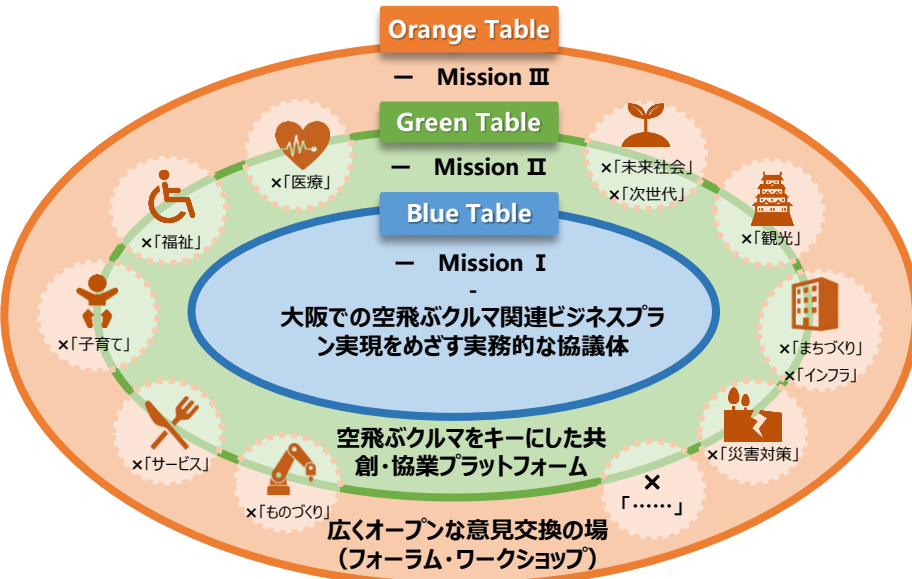 Orange Table
－ Mission Ⅲ
Green Table
－ Mission Ⅱ
Blue Table
－ Mission Ⅰ
-
大阪での空飛ぶクルマ関連ビジネスプラ
ン実現をめざす実務的な協議体
×「医療」
×「未来社会」
×「次世代」
×「福祉」
×「観光」
×「子育て」
×「まちづくり」
×「インフラ」
×「サービス」
×「災害対策」
×「ものづくり」
×
「……」
空飛ぶクルマをキーにした共
創・協業プラットフォーム
広くオープンな意見交換の場
（フォーラム・ワークショップ）